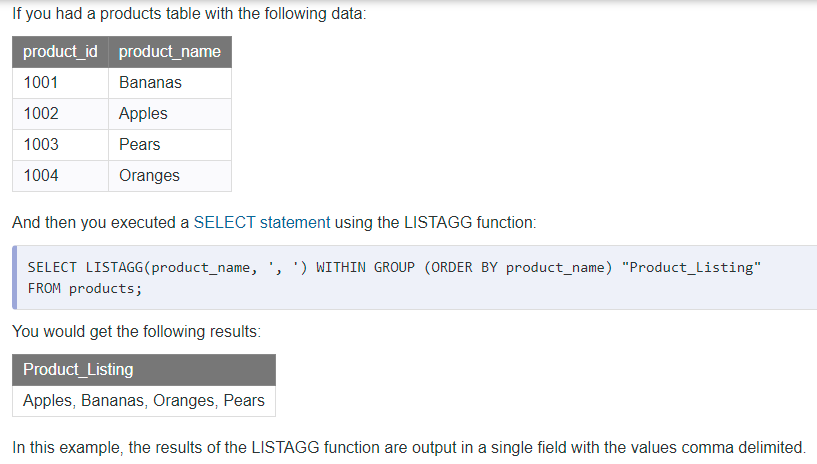 If you had a products table with the following data:
product_id product_name
1001 Bananas
1002 Apples
1003 Pears
1004 Oranges
And then you executed a SELECT statement using the LISTAGG function:
SELECT LISTAGG(product_name, ', ') WITHIN GROUP (ORDER BY product_name) "Product_Listing"
FROM products;
You would get the following results:
Product_Listing
Apples, Bananas, Oranges, Pears
In this example, the results of the LISTAGG function are output in a single field with the values comma delimited.